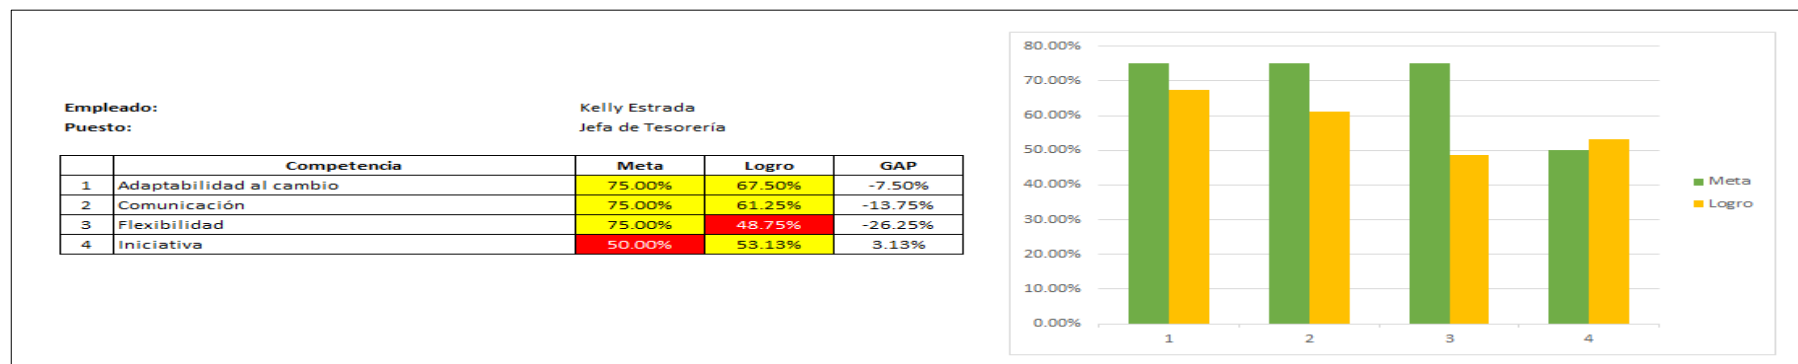 Empleado: Kelly Estrada
Puesto: Jefa de Tesorería
Competencia Meta Logro GAP
1 Adaptabilidad al cambio 75.00% 67.50% -7.50%
2 Comunicación 75.00% 61.25% -13.75%
3 Flexibilidad 75.00% 48.75% -26.25%
4 Iniciativa 50.00% 53.13% 3.13%
80.00%
70.00%
60.00%
50.00%
40.00%
30.00%
20.00%
10.00%
0.00%
1 2 3 4
Meta
Logro